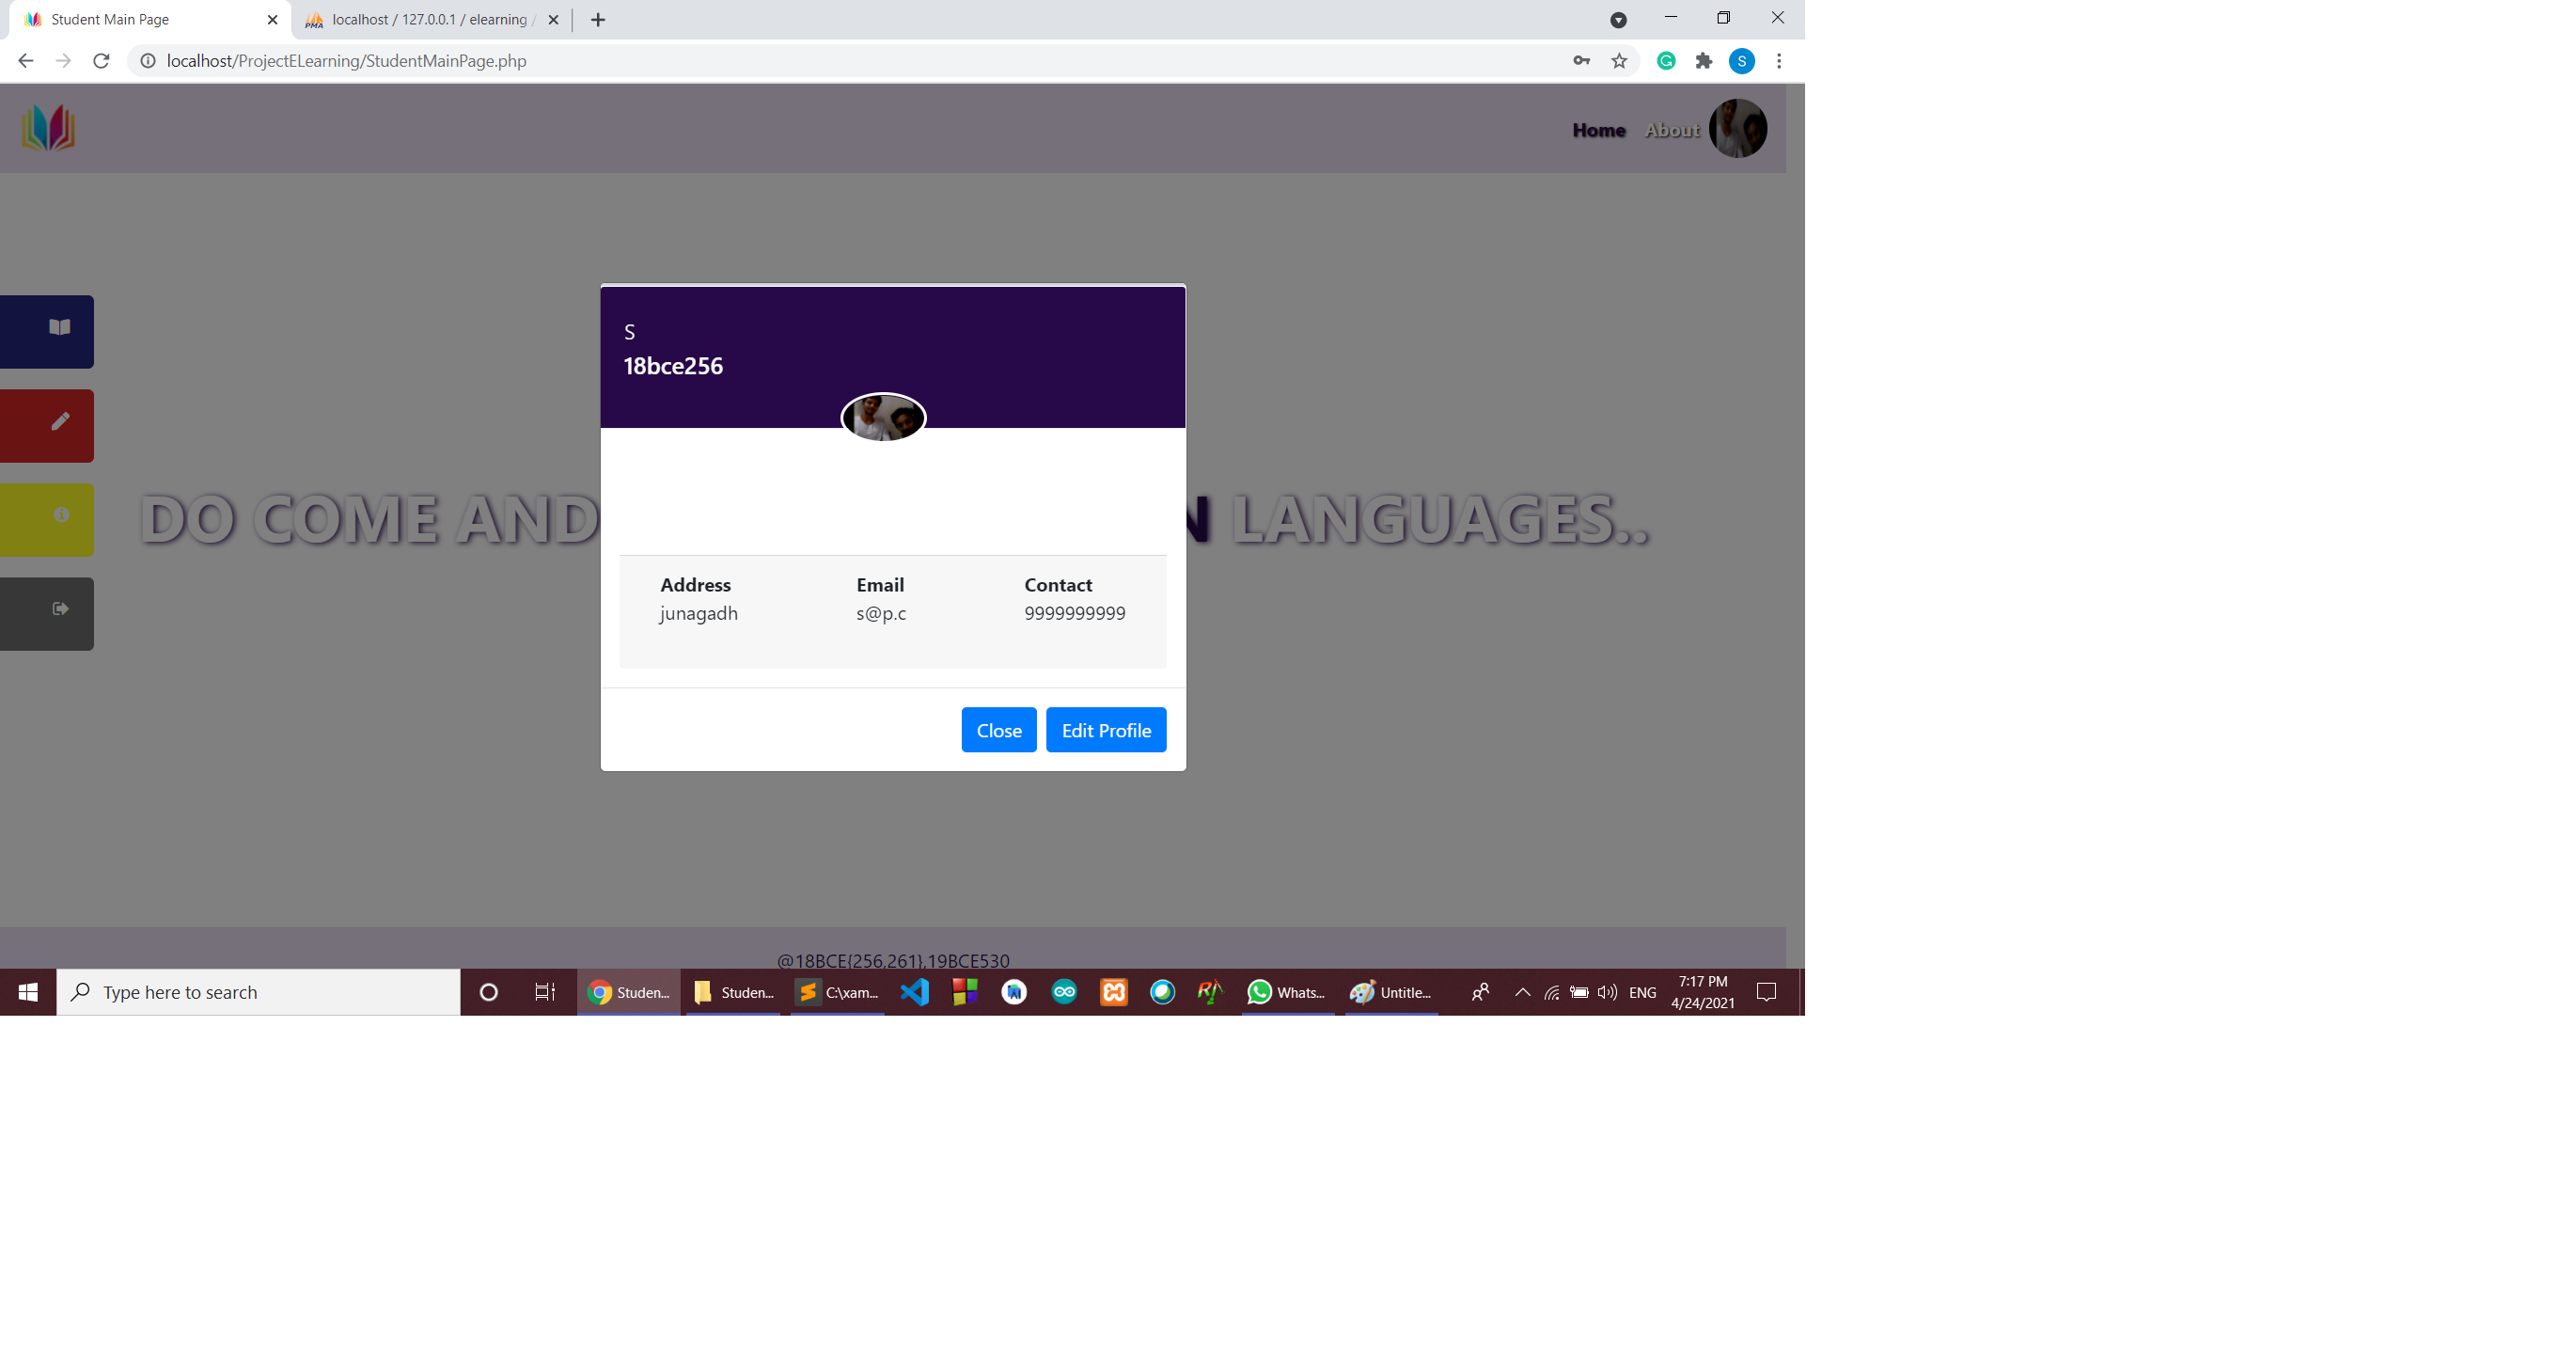 Student Main Page
localhost / 127.0.0.1 / elearning /
localhost/ProjectELearning/StudentMainPage.php
S
Home About
S
18bce256
DO COME AND
N LANGUAGES..
Address Email Contact
junagadh s@p.c 9999999999
Close Edit Profile
@18BCE{256,261},19BCE530
Type here to search
Studen...
Studen...
C:\xam...
Whats...
Untitle...
ENG
7:17 PM
4/24/2021
PMA